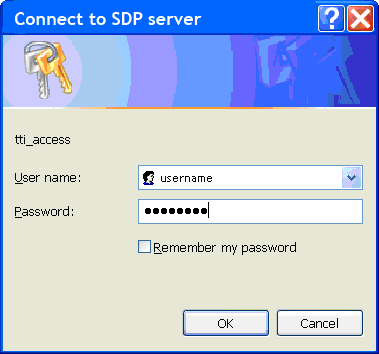 Connect to SDP server
tti_access
User name: username
Password: ●●●●●●●●
Remember my password
OK Cancel